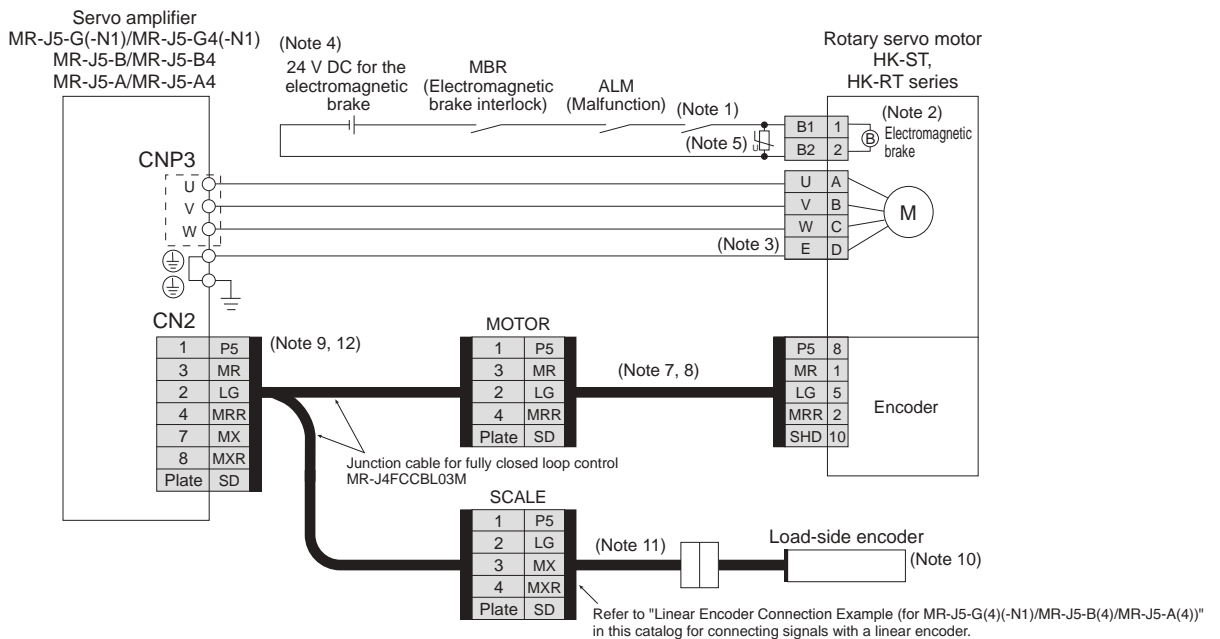 Servo amplifier
MR-J5-G(-N1)/MR-J5-G4(-N1)
MR-J5-B/MR-J5-B4
MR-J5-A/MR-J5-A4
(Note 4)
24 V DC for the
electromagnetic
brake
MBR
(Electromagnetic
brake interlock)
ALM
(Malfunction)
(Note 1)
(Note 5)
Rotary servo motor
HK-ST,
HK-RT series
B1 1
B2 2
(Note 2)
B
Electromagnetic
brake
CNP3
U
V
W
U A
V B
W C
E D
M
(Note 3)
CN2
1 P5
3 MR
2 LG
4 MRR
7 MX
8 MXR
Plate SD
(Note 9, 12)
MOTOR
1 P5
3 MR
2 LG
4 MRR
Plate SD
(Note 7, 8)
P5 8
MR 1
LG 5
MRR 2
SHD 10
Encoder
Junction cable for fully closed loop control
MR-J4FCCBL03M
SCALE
1 P5
2 LG
3 MX
4 MXR
Plate SD
(Note 11)
Load-side encoder
(Note 10)
Refer to "Linear Encoder Connection Example (for MR-J5-G(4)(-N1)/MR-J5-B(4)/MR-J5-A(4))"
in this catalog for connecting signals with a linear encoder.